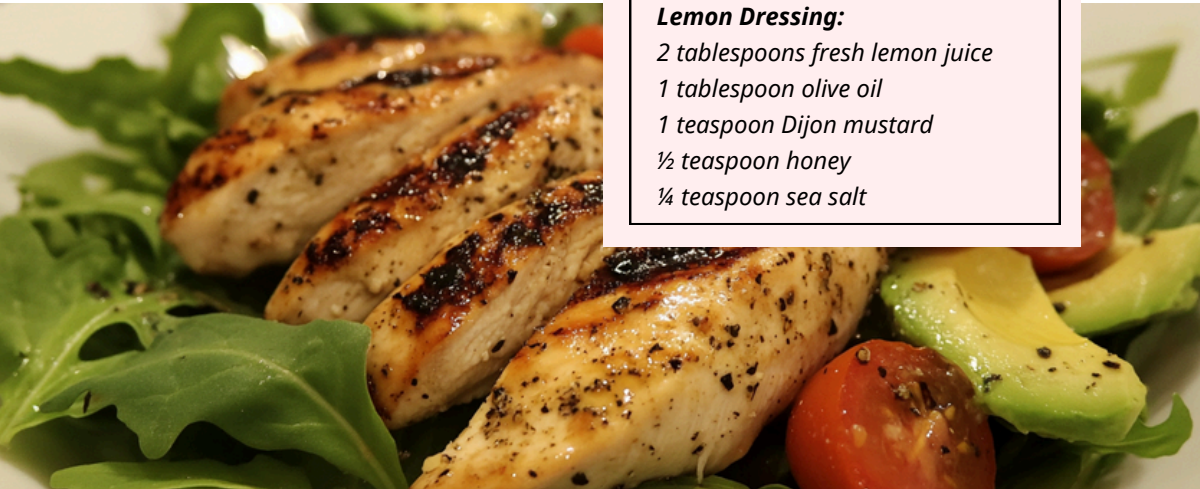 Lemon Dressing:
2 tablespoons fresh lemon juice
1 tablespoon olive oil
1 teaspoon Dijon mustard
½ teaspoon honey
¼ teaspoon sea salt